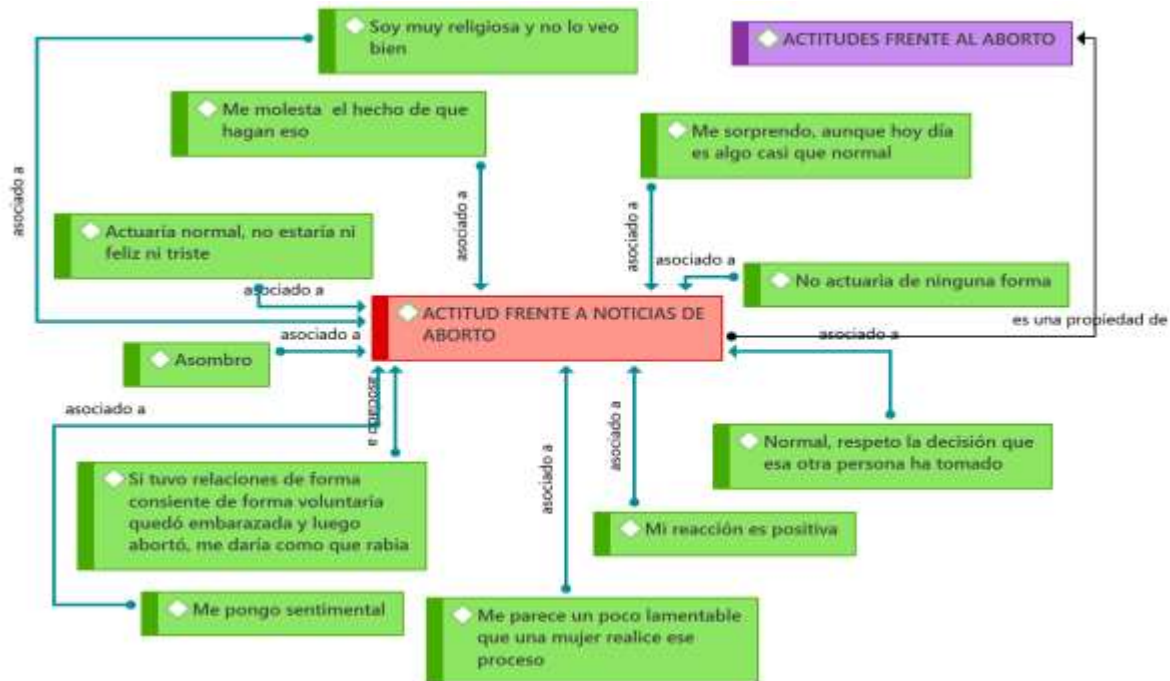 Soy muy religiosa y no lo veo
bien
ACTITUDES FRENTE AL ABORTO
Me molesta el hecho de que
hagan eso
Me sorprendo, aunque hoy día
es algo casi que normal
asociado a
asociado a
asociado a
Actuaria normal, no estaría ni
feliz ni triste
asociado a
No actuaria de ninguna forma
asociado a
ACTITUD FRENTE A NOTICIAS DE
ABORTO
es una propiedad de
asociado a
asociado a
Asombro
asociado a
asociado a
asociado a
asociado a
Normal, respeto la decisión que
esa otra persona ha tomado
Si tuvo relaciones de forma
consiente de forma voluntaria
quedó embarazada y luego
abortó, me daría como que rabia
Mi reacción es positiva
Me pongo sentimental
Me parece un poco lamentable
que una mujer realice ese
proceso